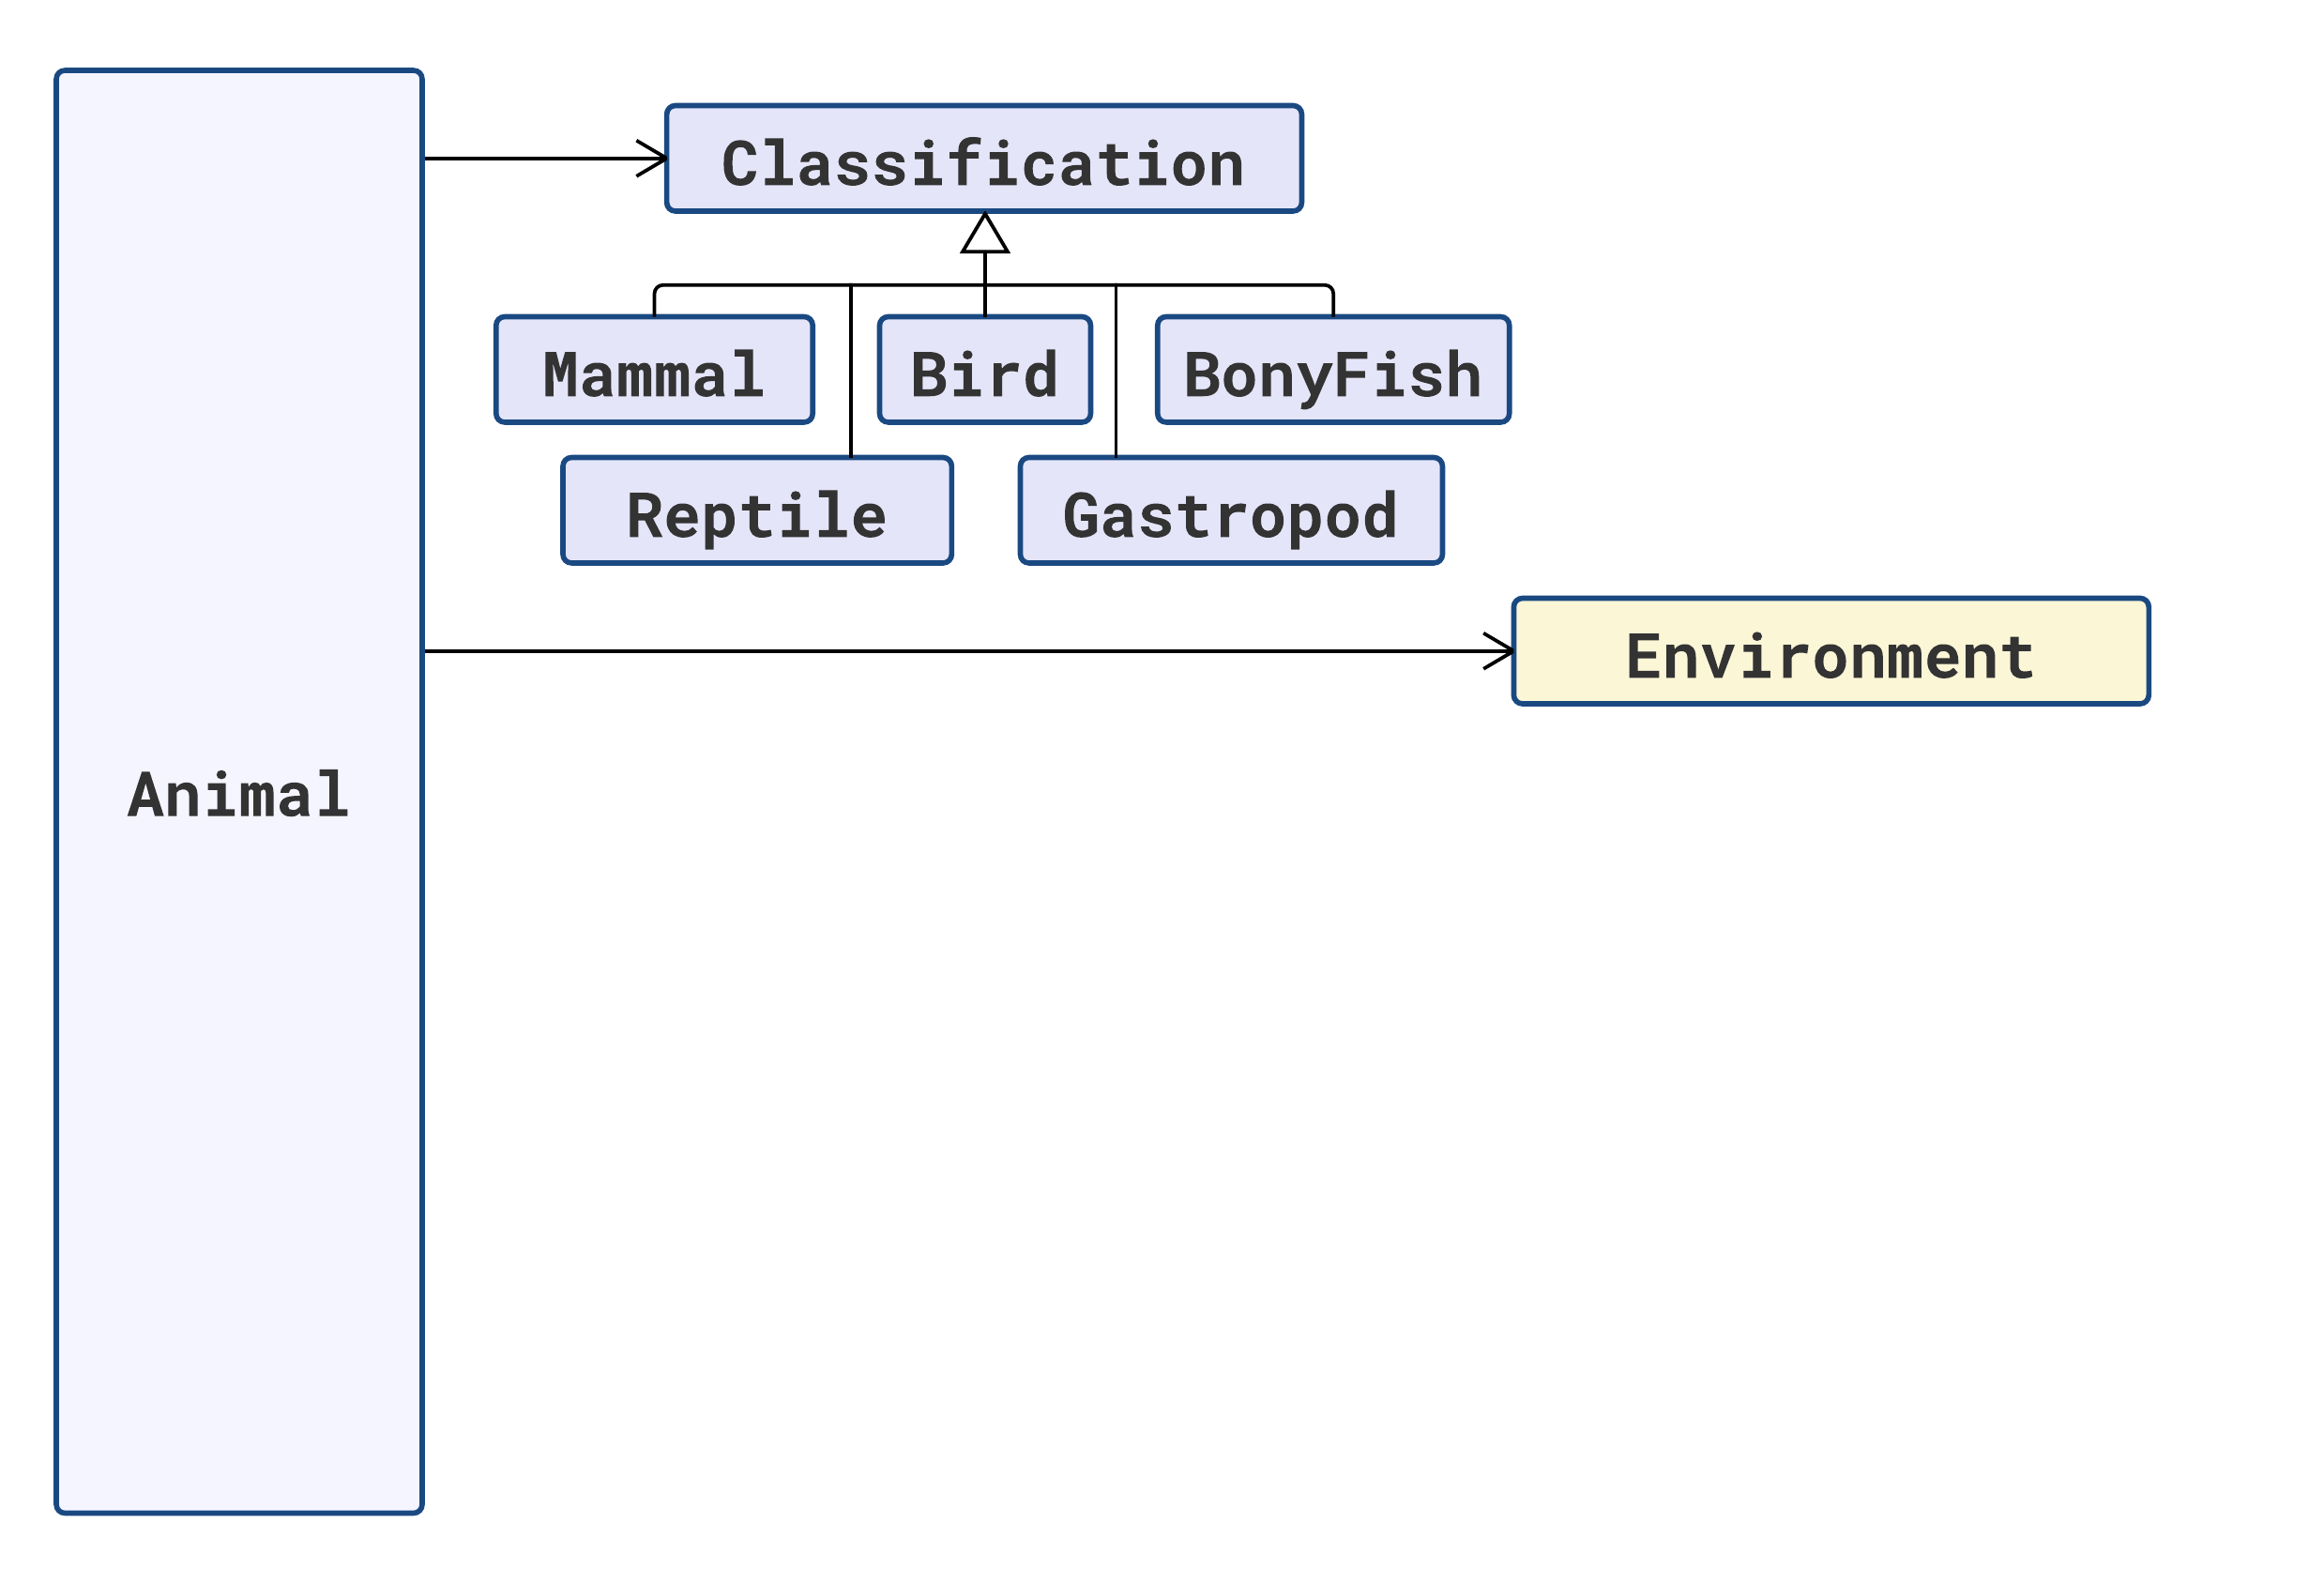 Classification
Mammal
Bird
BonyFish
Reptile
Gastropod
Environment
Animal